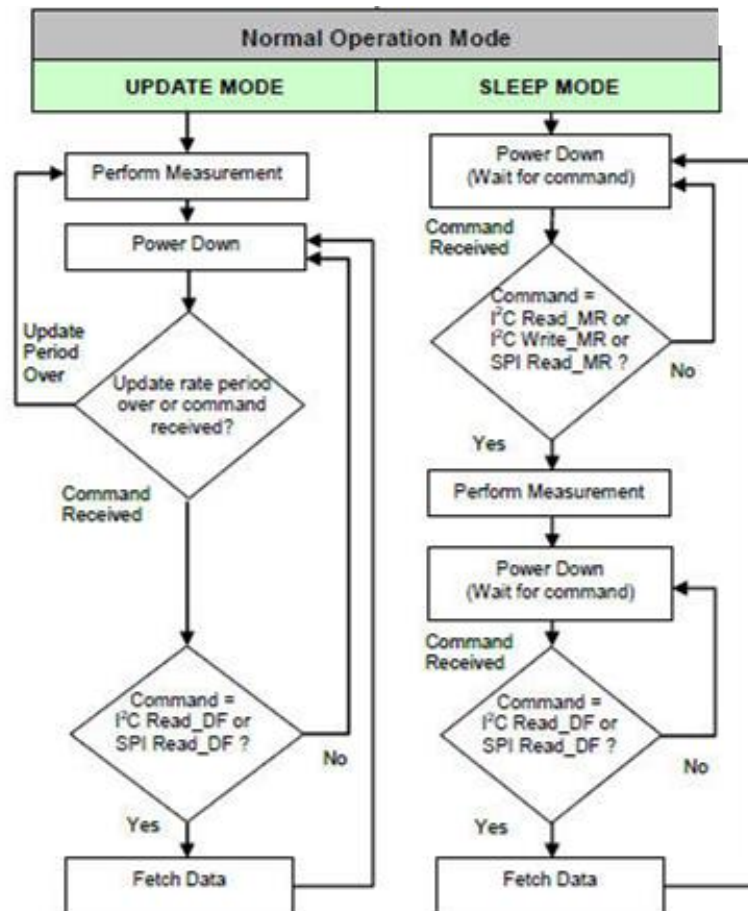 Normal Operation Mode
UPDATE MODE
Perform Measurement
Power Down
Update
Period
Over
Update rate period
over or command
received?
Command
Received
Command =
I²C Read_DF or
SPI Read_DF ?
No
Yes
Fetch Data
SLEEP MODE
Power Down
(Wait for command)
Command
Received
Command =
I²C Read_MR or
I²C Write_MR or
SPI Read_MR ?
No
Yes
Perform Measurement
Power Down
(Wait for command)
Command
Received
Command =
I²C Read_DF or
SPI Read_DF ?
No
Yes
Fetch Data